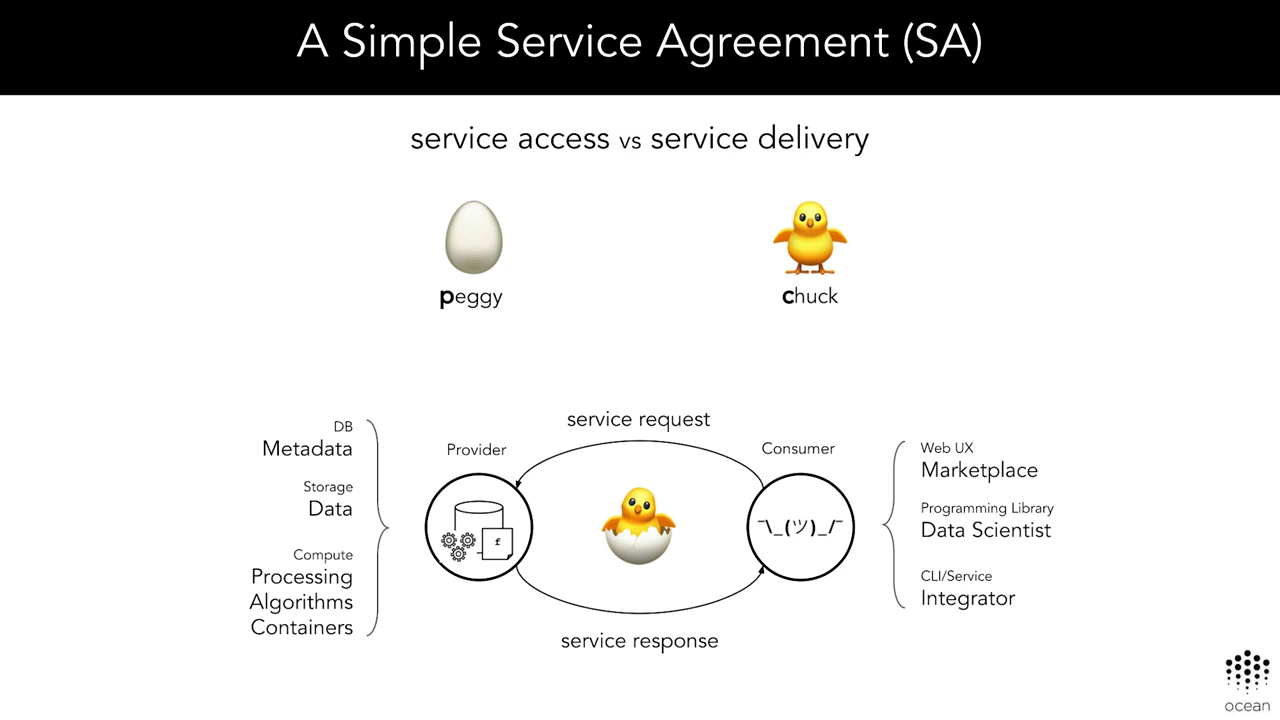 A Simple Service Agreement (SA)
service access vs service delivery
peggy
chuck
service request
DB
Metadata
Storage
Data
Compute
Processing
Algorithms
Containers
Provider
f
Consumer
¯\_(ツ)_/¯
Web UX
Marketplace
Programming Library
Data Scientist
CLI/Service
Integrator
service response
ocean